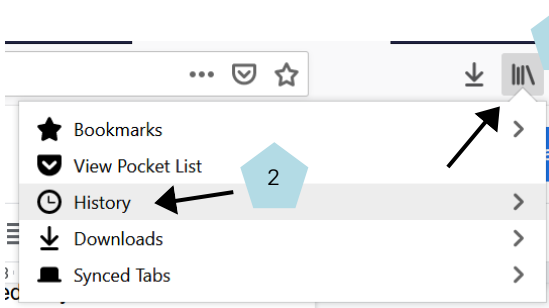 Bookmarks
View Pocket List
2
History
Downloads
Synced Tabs